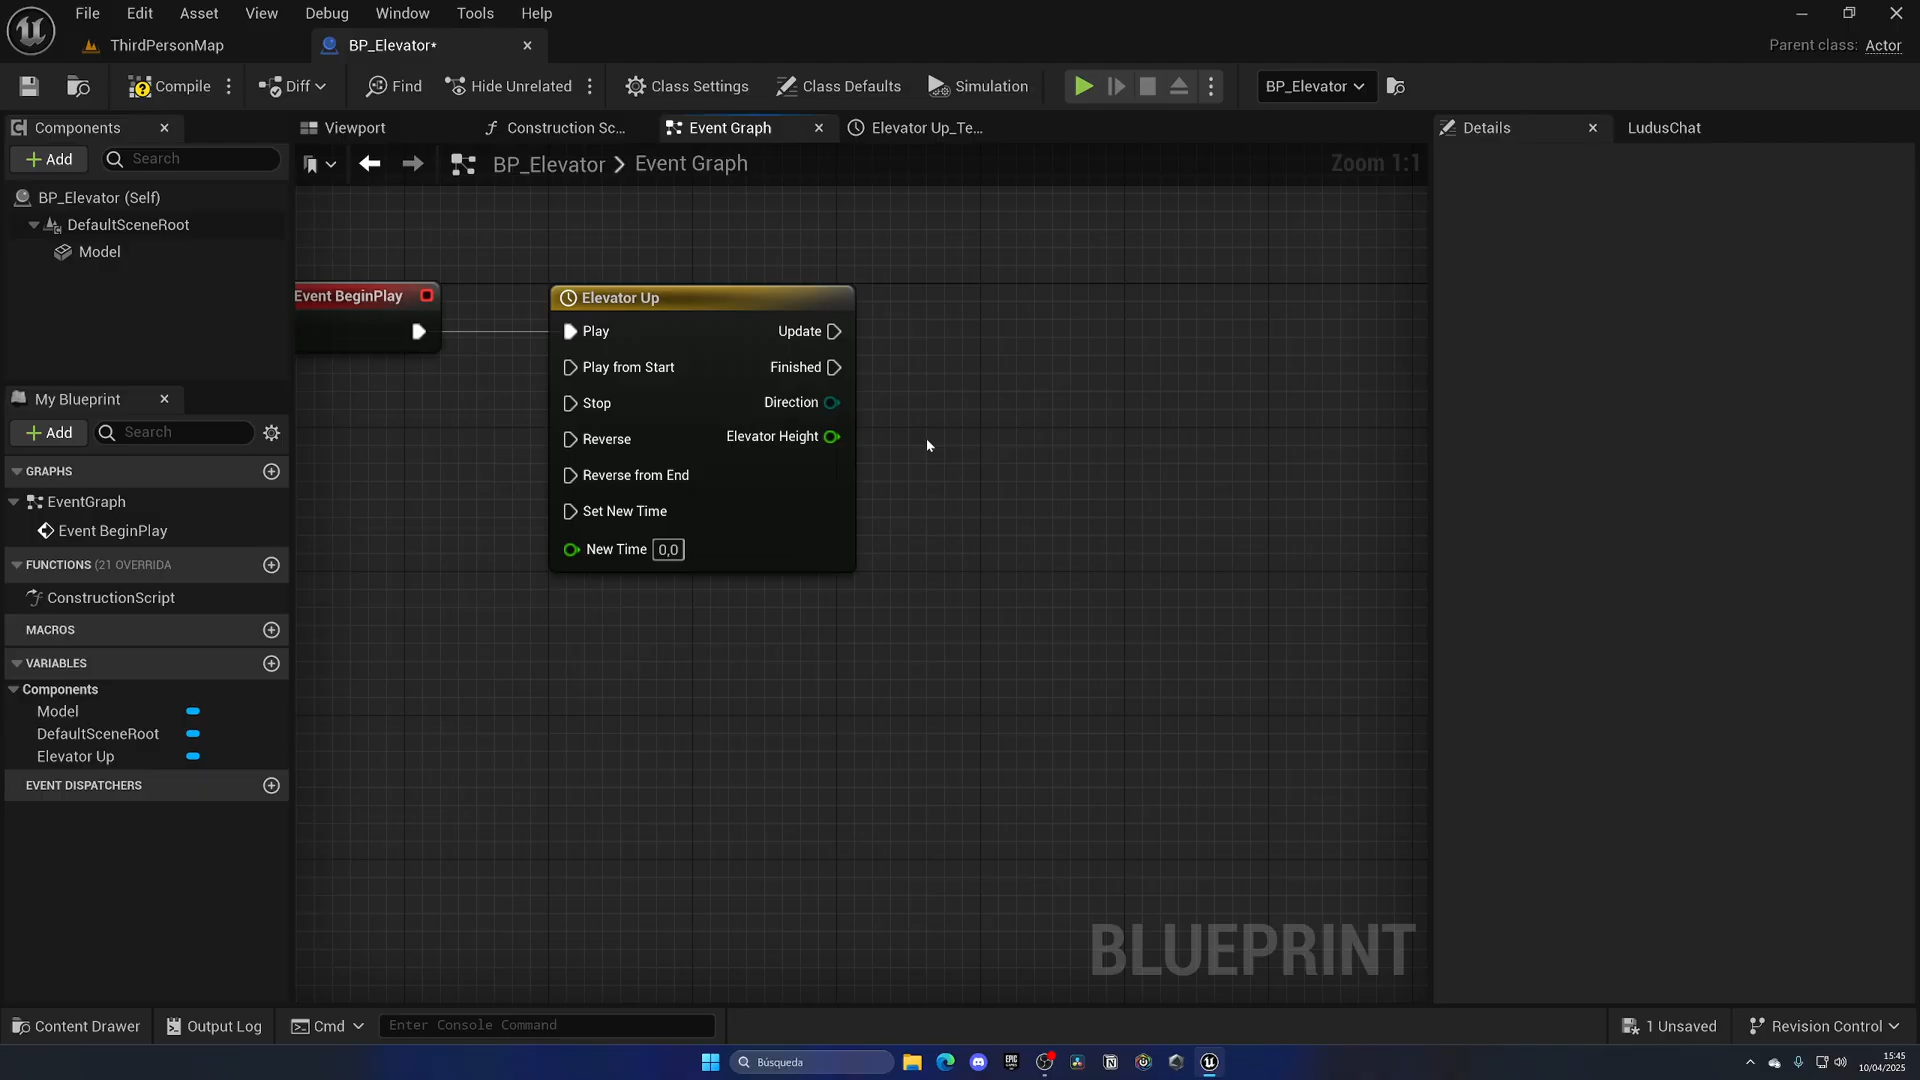 File Edit Asset View Debug Window Tools Help
ThirdPersonMap
BP_Elevator*
Parent class: Actor
Compile
Diff
Find
Hide Unrelated
Class Settings
Class Defaults
Simulation
BP_Elevator
Components
Add
Search
BP_Elevator (Self)
DefaultSceneRoot
Model
My Blueprint
Add
Search
GRAPHS
EventGraph
Event BeginPlay
FUNCTIONS (21 OVERRIDA
ConstructionScript
MACROS
VARIABLES
Components
Model
DefaultSceneRoot
Elevator Up
EVENT DISPATCHERS
Viewport
Construction Sc...
Event Graph
Elevator Up_Te...
BP_Elevator > Event Graph
Zoom 1:1
Event BeginPlay
Elevator Up
Play
Update
Play from Start
Finished
Stop
Direction
Reverse
Elevator Height
Reverse from End
Set New Time
New Time 0,0
BLUEPRINT
Details
LudusChat
Content Drawer
Output Log
Cmd
Enter Console Command
1 Unsaved
Revision Control
Búsqueda
15:45
10/04/2025